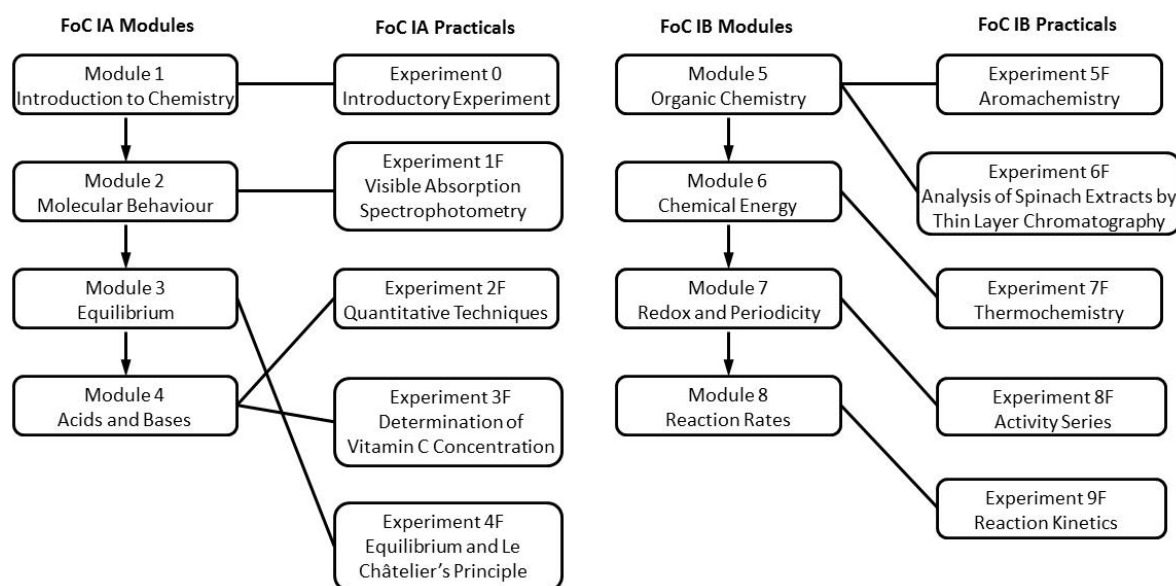 FoC IA Modules
Module 1
Introduction to Chemistry
Module 2
Molecular Behaviour
Module 3
Equilibrium
Module 4
Acids and Bases
FoC IA Practicals
Experiment 0
Introductory Experiment
Experiment 1F
Visible Absorption
Spectrophotometry
Experiment 2F
Quantitative Techniques
Experiment 3F
Determination of
Vitamin C Concentration
Experiment 4F
Equilibrium and Le
Châtelier’s Principle
FoC IB Modules
Module 5
Organic Chemistry
Module 6
Chemical Energy
Module 7
Redox and Periodicity
Module 8
Reaction Rates
FoC IB Practicals
Experiment 5F
Aromachemistry
Experiment 6F
Analysis of Spinach Extracts by
Thin Layer Chromatography
Experiment 7F
Thermochemistry
Experiment 8F
Activity Series
Experiment 9F
Reaction Kinetics